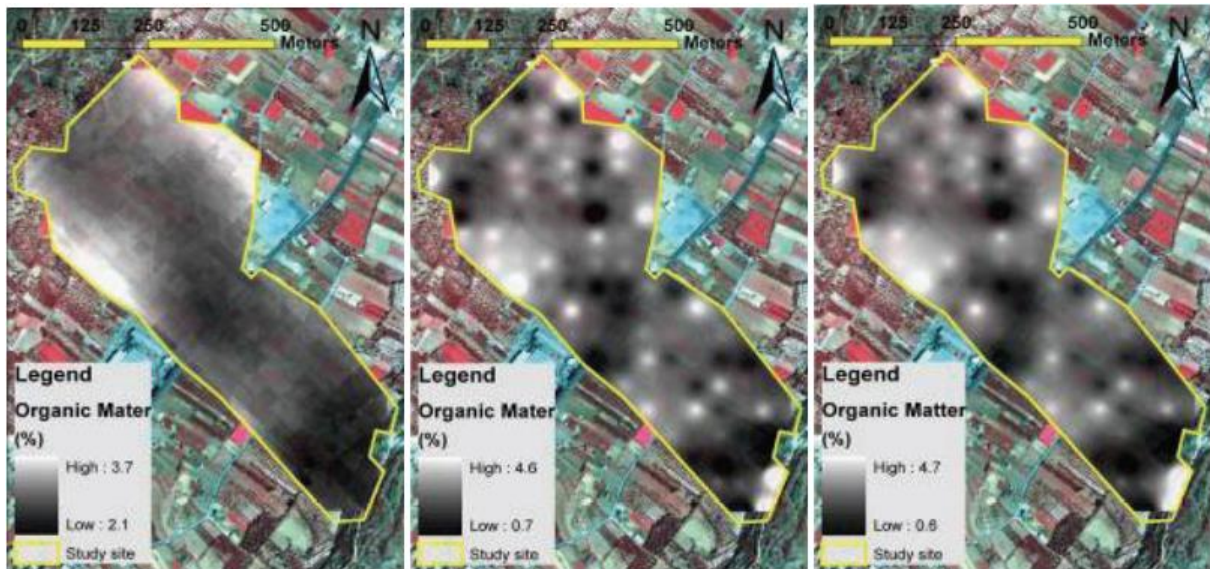 0 125 250 500
Meters
N
Legend
Organic Mater
(%)
High : 3.7
Low : 2.1
Study site
0 125 250 500
Meters
N
Legend
Organic Mater
(%)
High : 4.6
Low : 0.7
Study site
0 125 250 500
Meters
N
Legend
Organic Matter
(%)
High : 4.7
Low : 0.6
Study site